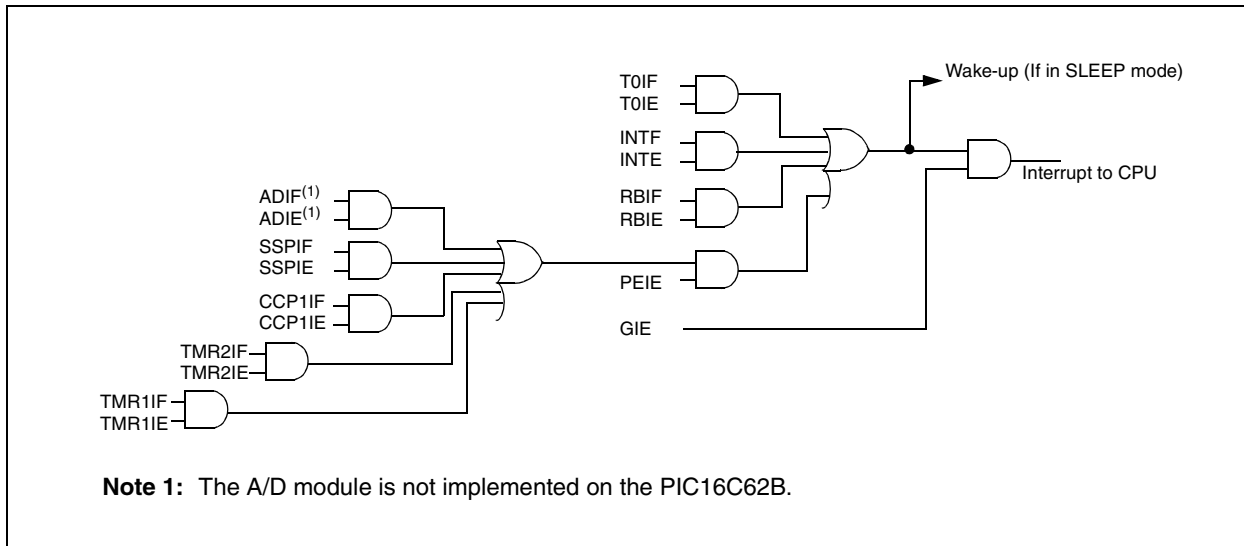 Wake-up (If in SLEEP mode)
T0IF
T0IE
INTF
INTE
Interrupt to CPU
RBIF
RBIE
ADIF(1)
ADIE(1)
SSPIF
SSPIE
PEIE
CCP1IF
CCP1IE
GIE
TMR2IF
TMR2IE
TMR1IF
TMR1IE
Note 1: The A/D module is not implemented on the PIC16C62B.